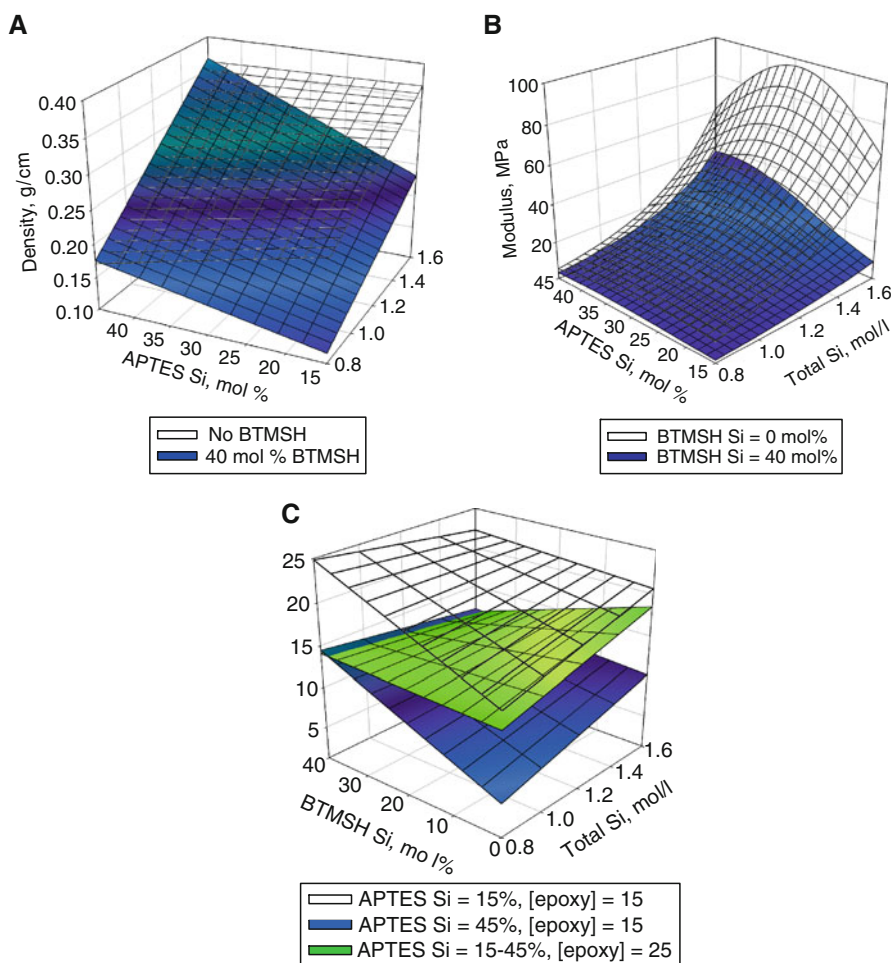 A
0.40
0.35
0.30
0.25
0.20
0.15
0.10
Density, g/cm
40
35
30
25
20
15
APTES Si, mol %
0.8
1.0
1.2
1.4
1.6
No BTMSH
40 mol % BTMSH
B
100
80
60
40
20
Modulus, MPa
45
40
35
30
25
20
15
APTES Si, mol %
0.8
1.0
1.2
1.4
1.6
Total Si, mol/l
BTMSH Si = 0 mol%
BTMSH Si = 40 mol%
C
25
20
15
10
5
40
30
20
10
0
BTMSH Si, mo l%
0.8
1.0
1.2
1.4
1.6
Total Si, mol/l
APTES Si = 15%, [epoxy] = 15
APTES Si = 45%, [epoxy] = 15
APTES Si = 15-45%, [epoxy] = 25